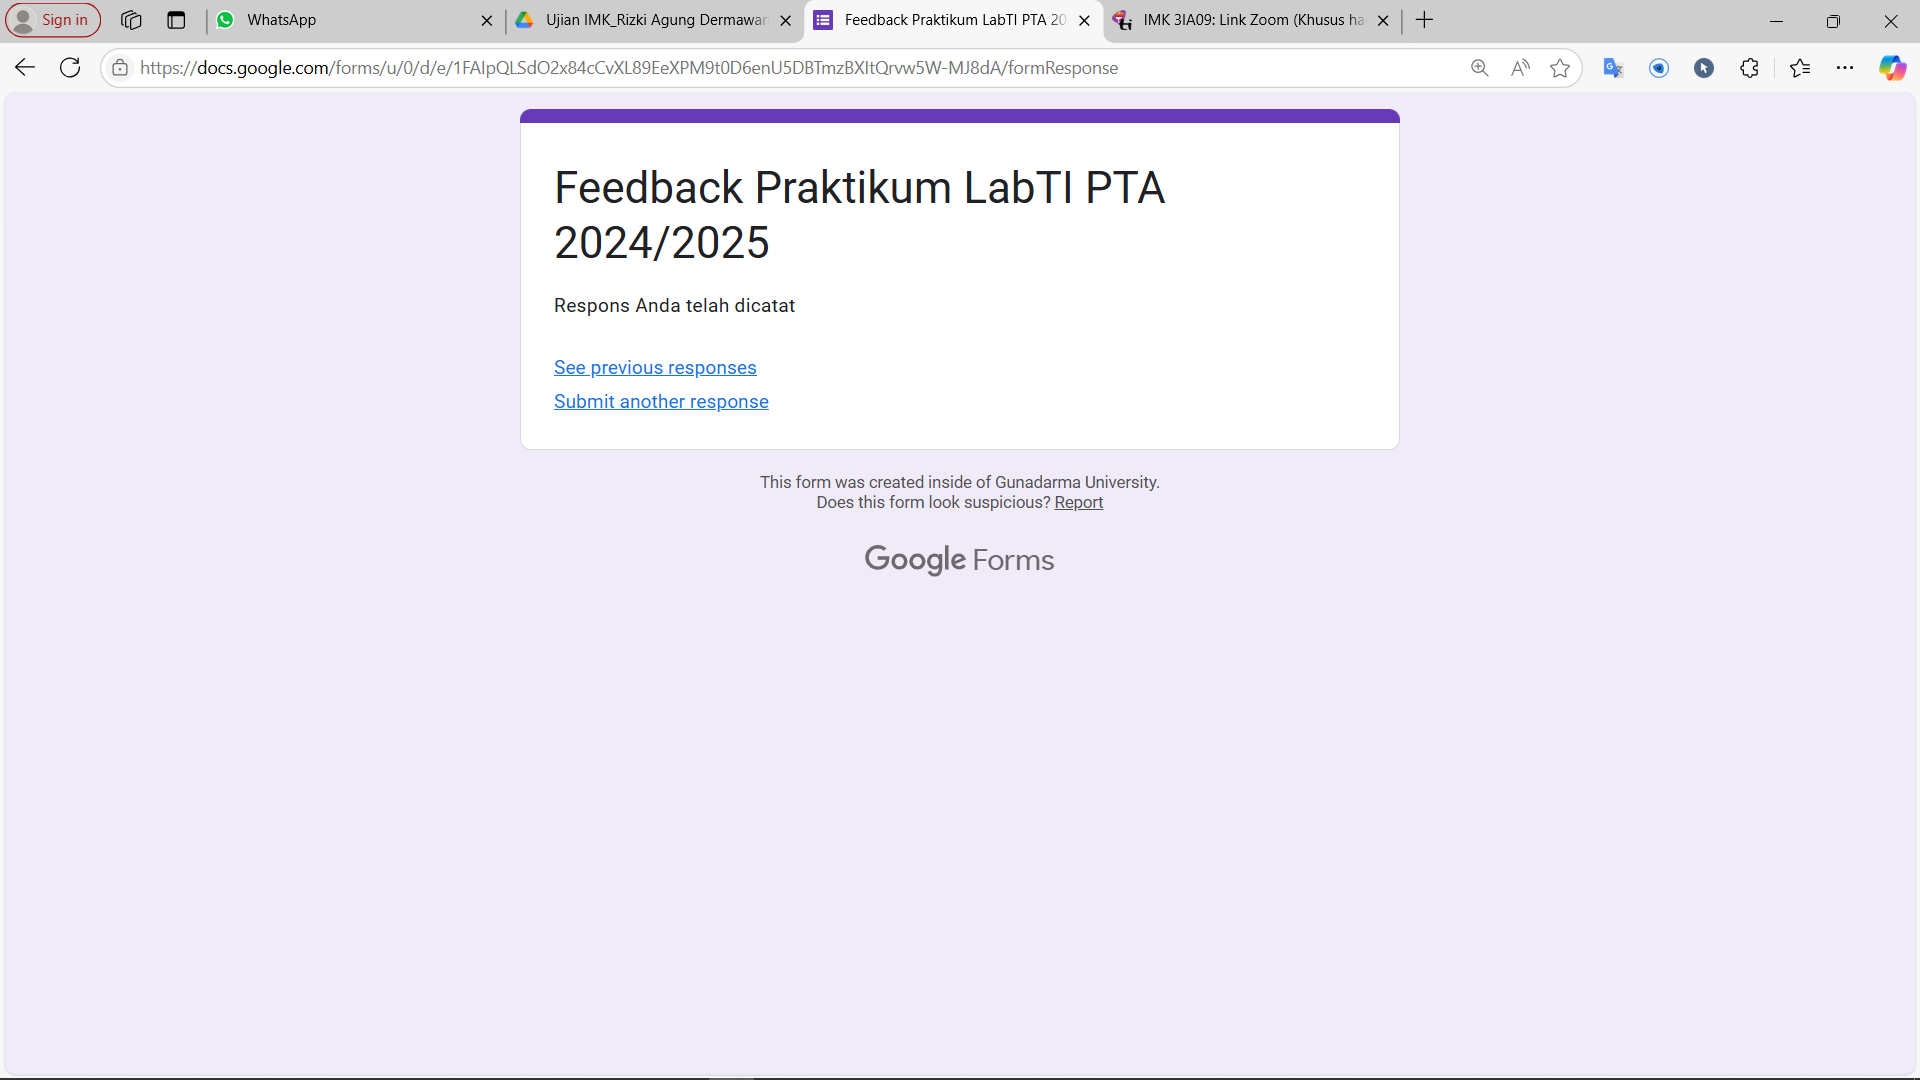 Sign in
WhatsApp
Ujian IMK_Rizki Agung Dermawan
Feedback Praktikum LabTI PTA 20
IMK 3IA09: Link Zoom (Khusus ha
https://docs.google.com/forms/u/0/d/e/1FAIpQLSdO2x84cCvXL89EeXPM9t0D6enU5DBTmzBXItQrvw5W-MJ8dA/formResponse
Feedback Praktikum LabTI PTA
2024/2025
Respons Anda telah dicatat
See previous responses
Submit another response
This form was created inside of Gunadarma University.
Does this form look suspicious? Report
Google Forms